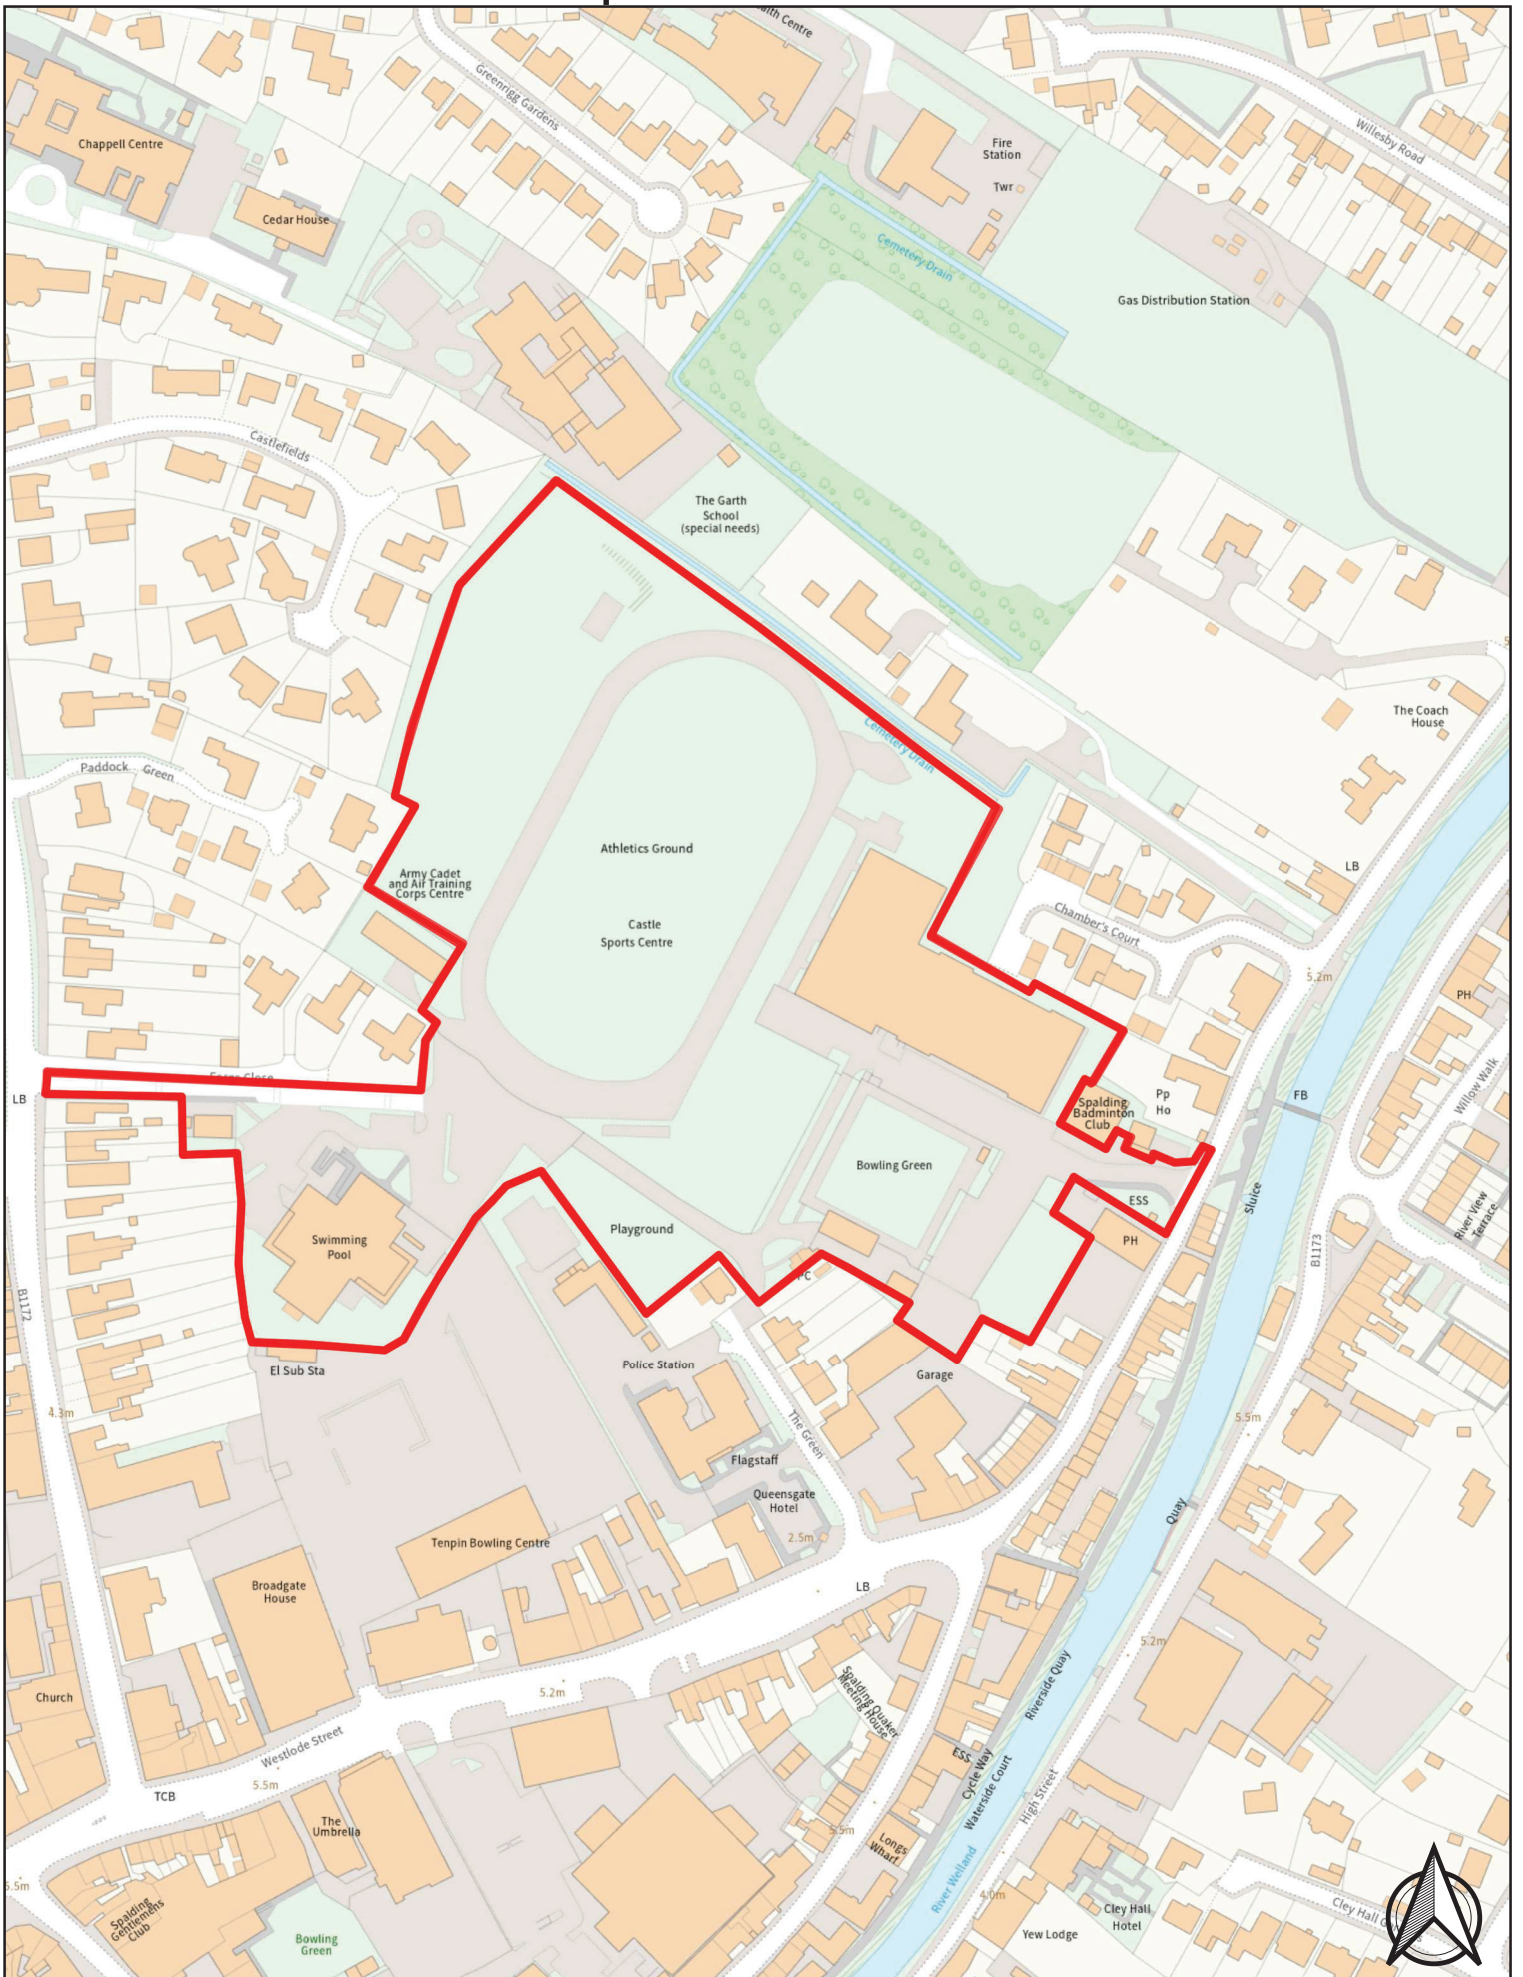 alth Centre
Greenrigg Gardens
Willesby Road
Chappell Centre
Fire
Station
Twr
Cedar House
Cemetery Drain
Gas Distribution Station
Castlefields
The Garth
School
(special needs)
The Coach
House
Cemetery Drain
Paddock Green
Athletics Ground
Army Cadet
and Air Training
Corps Centre
LB
Castle
Sports Centre
Chamber's Court
5.2m
PH
Willow Walk
LB
FB
Spalding
Badminton
Club
Pp
Ho
Bowling Green
ESS
Sluice
River View
Terrace
Playground
Swimming
Pool
PH
B1173
B1172
El Sub Sta
Police Station
Garage
4.3m
The Green
5.5m
Flagstaff
Queensgate
Hotel
Quay
2.5m
Tenpin Bowling Centre
Broadgate
House
LB
5.2m
Spalding Quaker
Meeting House
Riverside Quay
Church
5.2m
Westlode Street
ESS
Cycle Way
Waterside Court
5.5m
TCB
High Street
The
Umbrella
5.5m
Longs
Wharf
River Welland
5.5m
4.0m
Cley Hall
Hotel
Cley Hall
Spalding
Gentlemens
Club
Yew Lodge
Bowling
Green